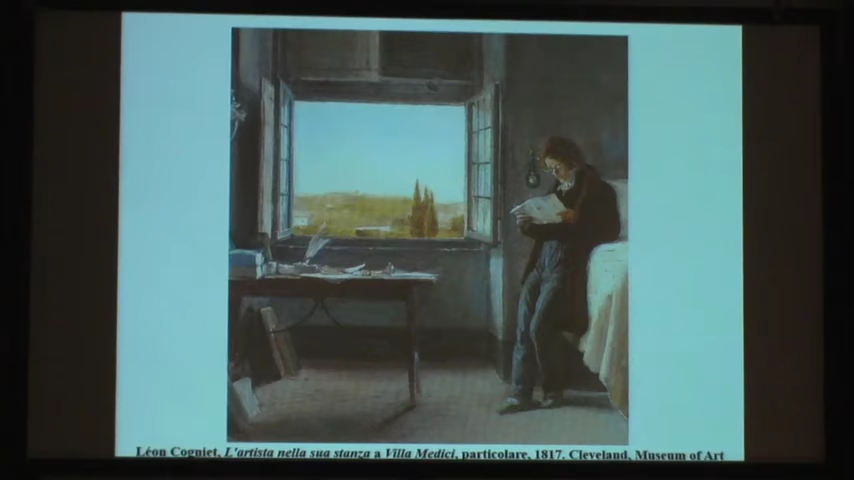 Léon Cogniet, L'artista nella sua stanza a Villa Medici, particolare, 1817. Cleveland, Museum of Art